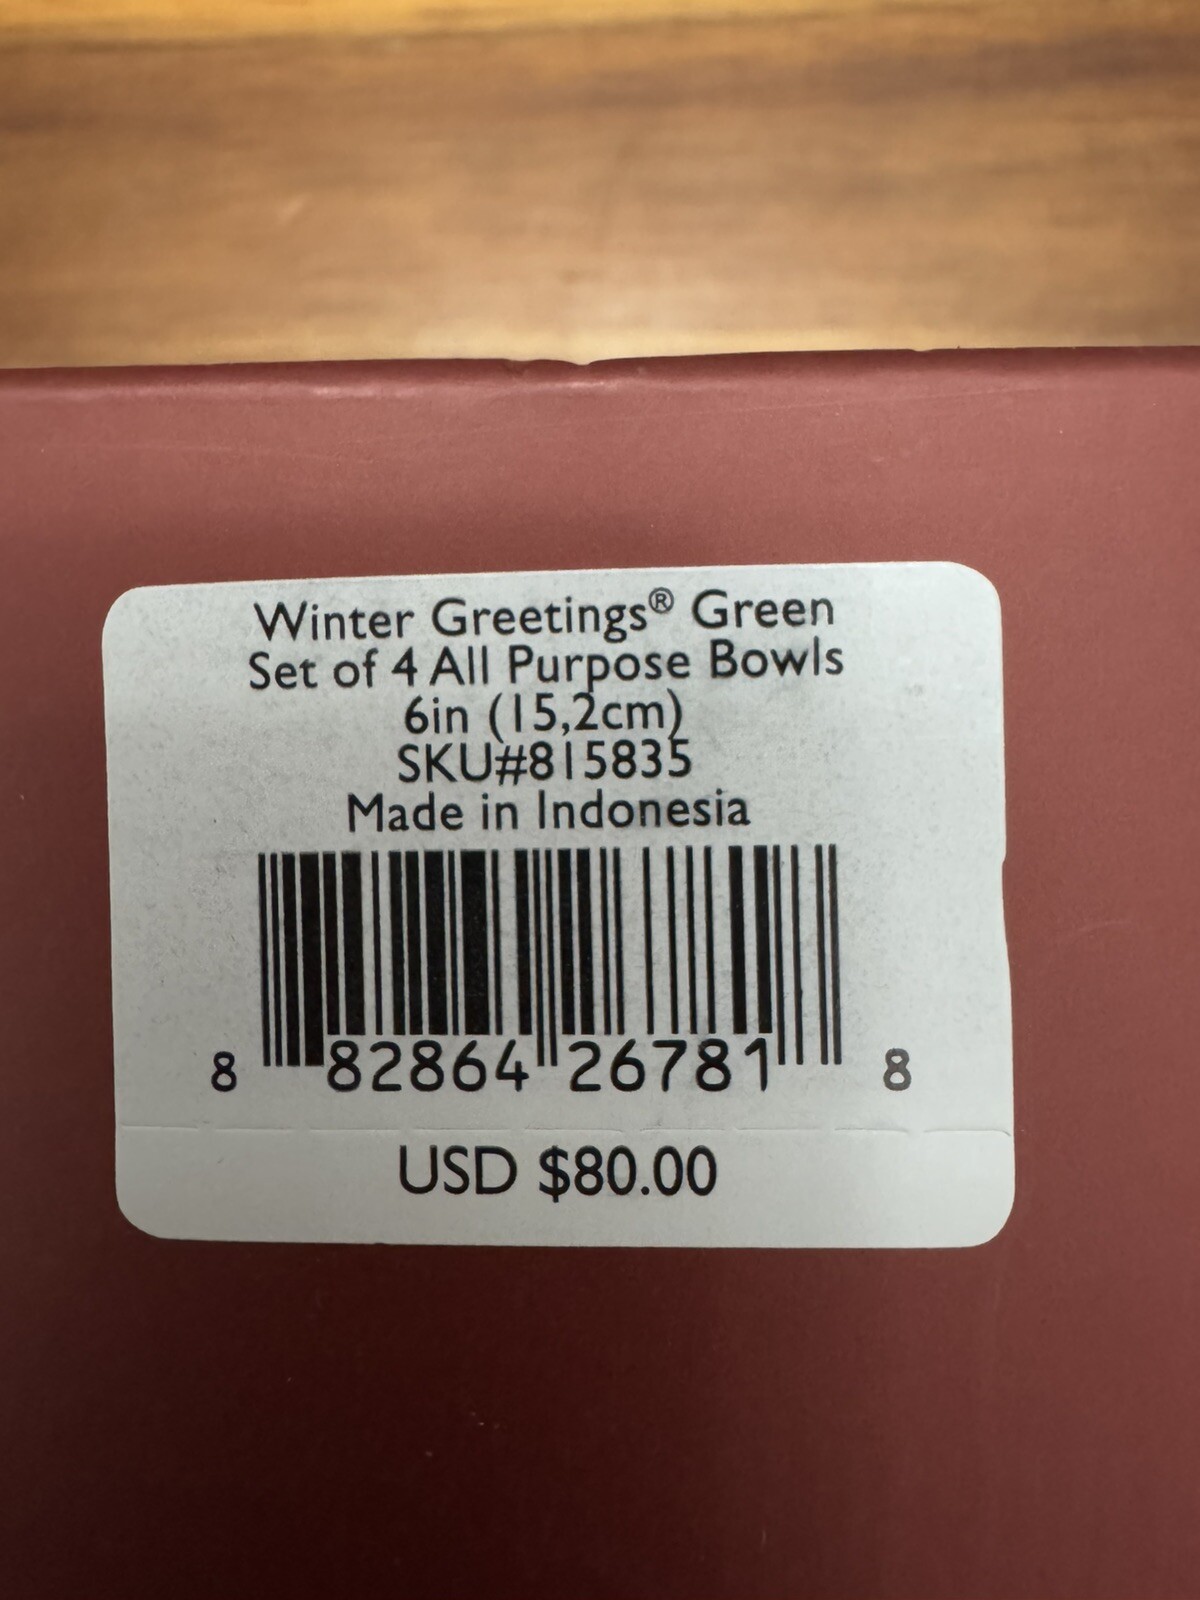 Winter Greetings® Green
Set of 4 All Purpose Bowls
6in (15,2cm)
SKU#815835
Made in Indonesia
8 82864 26781 8
USD $80.00